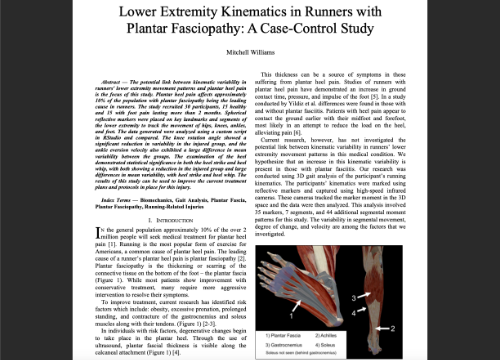 Lower Extremity Kinematics in Runners with
Plantar Fasciopathy: A Case-Control Study
Mitchell Williams
Abstract — The potential link between kinematic variability in
runners' lower extremity movement patterns and plantar heel pain
is the focus of this study. Plantar heel pain affects approximately
10% of the population with plantar fasciopathy being the leading
cause in runners. The study recruited 30 participants, 15 healthy
and 15 with foot pain lasting more than 2 months. Spherical
reflective markers were placed on key landmarks and segments of
the lower extremity to track the movement of hips, knees, ankles,
and foot. The data generated were analyzed using a custom script
in RStudio and compared. The knee rotation angle showed a
significant reduction in variability in the injured group, and the
ankle eversion velocity also exhibited a large difference in mean
variability between the groups. The examination of the heel
demonstrated statistical significance in both the heel strike and heel
whip, with both showing a reduction in the injured group and large
differences in mean variability, with heel strike and heel whip. The
results of this study can be used to improve the current treatment
plans and protocols in place for this injury.
Index Terms — Biomechanics, Gait Analysis, Plantar Fascia,
Plantar Fasciopathy, Running-Related Injuries
I. INTRODUCTION
IN the general population approximately 10% of the over 2
million people will seek medical treatment for plantar heel
pain [1]. Running is the most popular form of exercise for
Americans, a common cause of plantar heel pain. The leading
cause of a runner's plantar heel pain is plantar fasciopathy [2].
Plantar fasciopathy is the thickening or scarring of the
connective tissue on the bottom of the foot – the plantar fascia
(Figure 1). While most patients show improvement with
conservative treatment, many require more aggressive
intervention to resolve their symptoms.
To improve treatment, current research has identified risk
factors which include: obesity, excessive pronation, prolonged
standing, and contracture of the gastrocnemius and soleus
muscles along with their tendons. (Figure 1) [2-3].
In individuals with risk factors, degenerative changes begin
to take place in the plantar heel. Through the use of
ultrasound, plantar fascial thickness is visible along the
calcaneal attachment (Figure 1) [4].
This thickness can be a source of symptoms in those
suffering from plantar heel pain. Studies of runners with
plantar heel pain have demonstrated an increase in ground
contact time, pressure, and impulse of the foot [5]. In a study
conducted by Yildiz et al. differences were found in those with
and without plantar fasciitis. Patients with heel pain appear to
contact the ground earlier with their midfoot and forefoot,
most likely in an attempt to reduce the load on the heel,
alleviating pain [6].
Current research, however, has not investigated the
potential link between kinematic variability in runners' lower
extremity movement patterns in this medical condition. We
hypothesize that an increase in this kinematic variability is
present in those with plantar fasciitis. Our research was
conducted using 3D gait analysis of the participant's running
kinematics. The participants' kinematics were marked using
reflective markers and captured using high-speed infrared
cameras. These cameras tracked the marker movement in the 3D
space and the data were then analyzed. This analysis involved
35 markers, 7 segments, and 44 additional segmental moment
patterns for this study. The variability in segmental movement,
degree of change, and velocity are among the factors that we
investigated.
1
2
3
4
1) Plantar Fascia 2) Achilles
3) Gastrocnemius 4) Soleus
Soleus not seen (behind gastrocnemius)